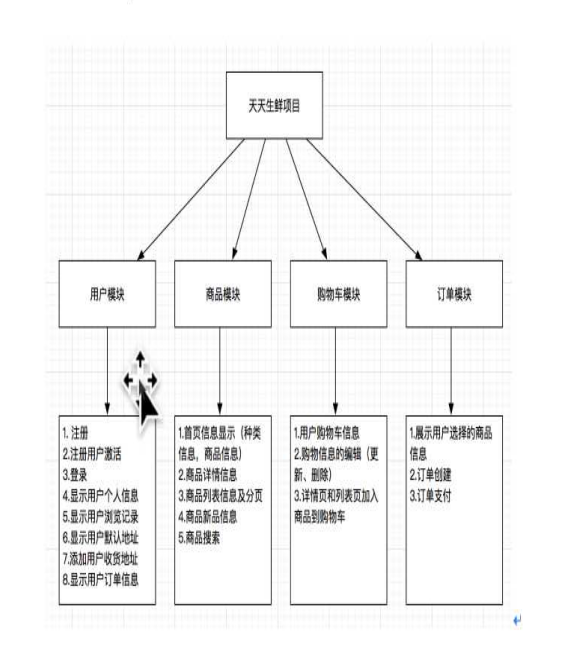 天天生鲜项目
用户模块
商品模块
购物车模块
订单模块
1. 注册
2.注册用户激活
3.登录
4.显示用户个人信息
5.显示用户浏览记录
6.显示用户默认地址
7.添加用户收货地址
8.显示用户订单信息
1.首页信息显示（种类
信息，商品信息）
2.商品详情信息
3.商品列表信息及分页
4.商品新品信息
5.商品搜索
1.用户购物车信息
2.购物信息的编辑（更
新、删除）
3.详情页和列表页加入
商品到购物车
1.展示用户选择的商品
信息
2.订单创建
3.订单支付